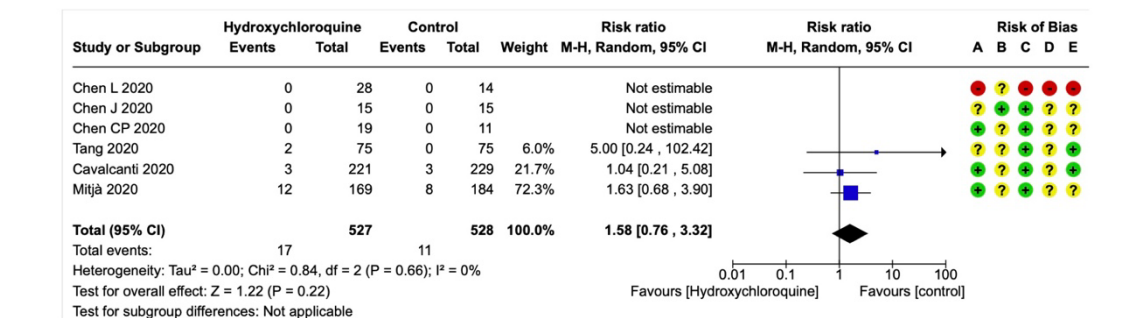 Hydroxychloroquine Control Risk ratio Risk ratio Risk of Bias
Study or Subgroup Events Total Events Total Weight M-H, Random, 95% CI M-H, Random, 95% CI A B C D E
Chen L 2020 0 28 0 14 Not estimable - ? - - -
Chen J 2020 0 15 0 15 Not estimable ? + + ? ?
Chen CP 2020 0 19 0 11 Not estimable + ? + ? ?
Tang 2020 2 75 0 75 6.0% 5.00 [0.24 , 102.42] ? ? + ? +
Cavalcanti 2020 3 221 3 229 21.7% 1.04 [0.21 , 5.08] + ? + ? +
Mitjà 2020 12 169 8 184 72.3% 1.63 [0.68 , 3.90] + ? + ? ?
Total (95% CI) 527 528 100.0% 1.58 [0.76 , 3.32]
Total events: 17 11
Heterogeneity: Tau² = 0.00; Chi² = 0.84, df = 2 (P = 0.66); I² = 0%
0.01 0.1 1 10 100
Test for overall effect: Z = 1.22 (P = 0.22) Favours [Hydroxychloroquine] Favours [control]
Test for subgroup differences: Not applicable